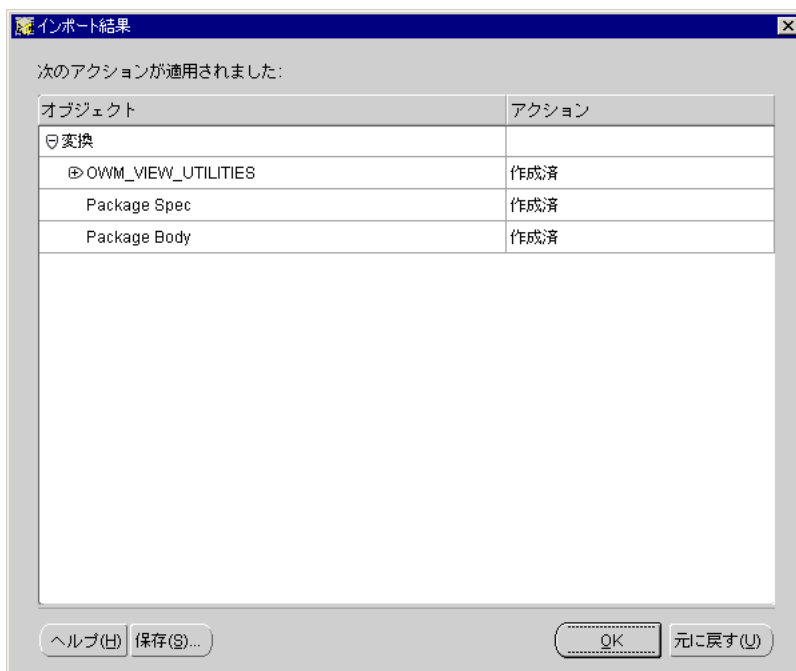 インポート結果
次のアクションが適用されました:
オブジェクト アクション
変換
OWM_VIEW_UTILITIES 作成済
Package Spec 作成済
Package Body 作成済
ヘルプ(H) 保存(S)... OK 元に戻す(U)